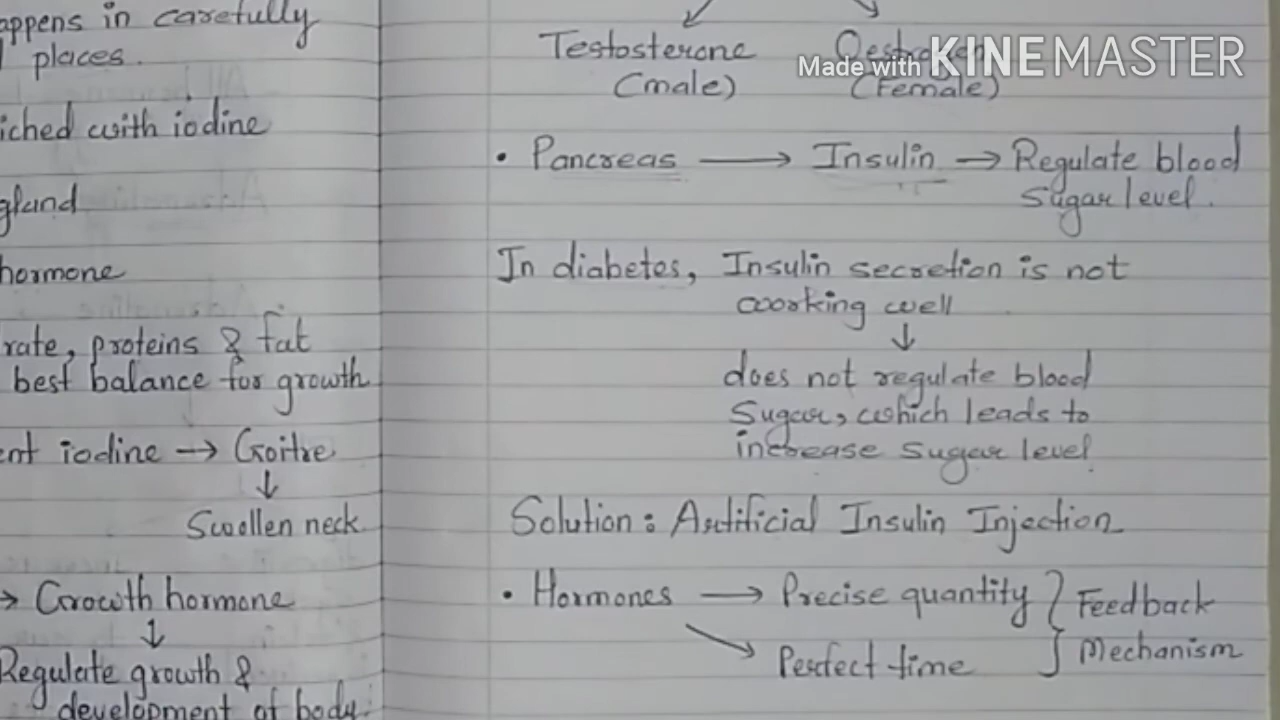 appens in carefully
places.
iched with iodine
gland
hormone
rate, proteins & fat
best balance for growth
ent iodine → Goitre
↓
Swollen neck
→ Growth hormone
↓
Regulate growth &
development of body.
Testosterone
(male)
(Female)
Made with KINEMASTER
• Pancreas → Insulin → Regulate blood
Sugar level.
In diabetes, Insulin secretion is not
working well
↓
does not regulate blood
Sugar, which leads to
increase sugar level
Solution: Artificial Insulin Injection
• Hormones → Precise quantity } Feedback
Perfect time Mechanism